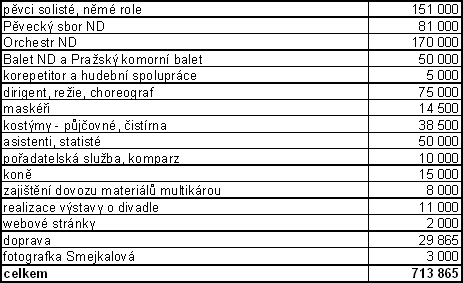 pěvci solisté, němé role 151 000
Pěvecký sbor ND 81 000
Orchestr ND 170 000
Balet ND a Pražský komorní balet 50 000
korepetitor a hudební spolupráce 5 000
dirigent, režie, choreograf 75 000
maskéři 14 500
kostýmy - půjčovné, čistírna 38 500
asistenti, statisté 50 000
pořadatelská služba, komparz 10 000
koně 15 000
zajištění dovozu materiálů multikárou 8 000
realizace výstavy o divadle 11 000
webové stránky 2 000
doprava 29 865
fotografka Smejkalová 3 000
celkem 713 865